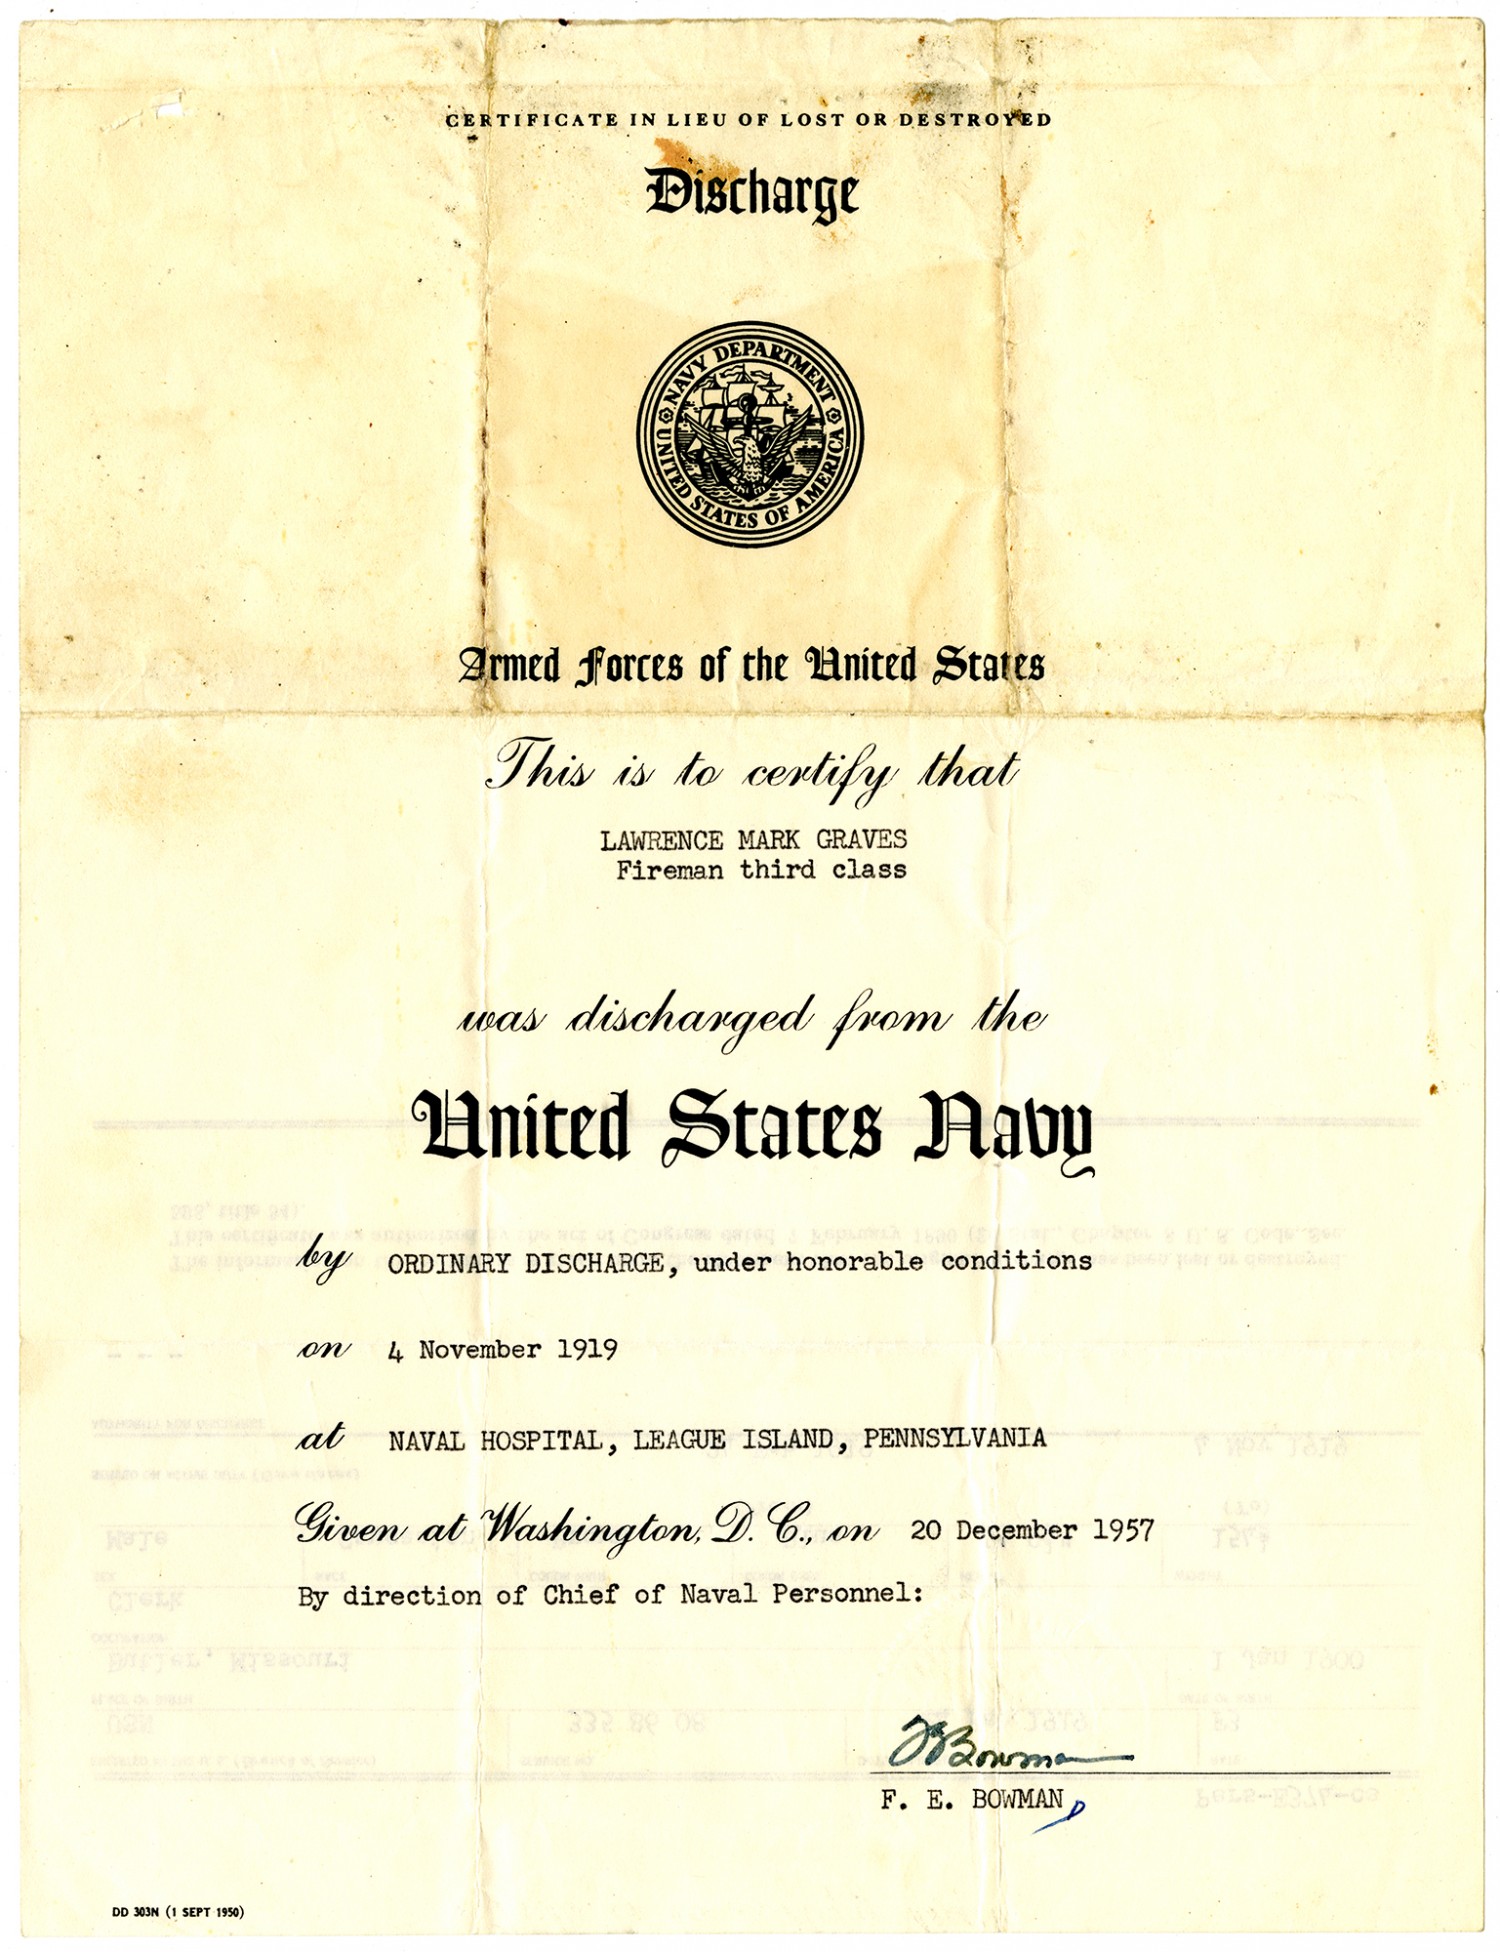 CERTIFICATE IN LIEU OF LOST OR DESTROYED
Discharge
NAVY DEPARTMENT
UNITED STATES OF AMERICA
Armed Forces of the United States
This is to certify that
LAWRENCE MARK GRAVES
Fireman third class
was discharged from the
United States Navy
by ORDINARY DISCHARGE, under honorable conditions
on 4 November 1919
at NAVAL HOSPITAL, LEAGUE ISLAND, PENNSYLVANIA
Given at Washington, D. C., on 20 December 1957
By direction of Chief of Naval Personnel:
F E Bowman
F. E. BOWMAN
DD 303N (1 SEPT 1950)